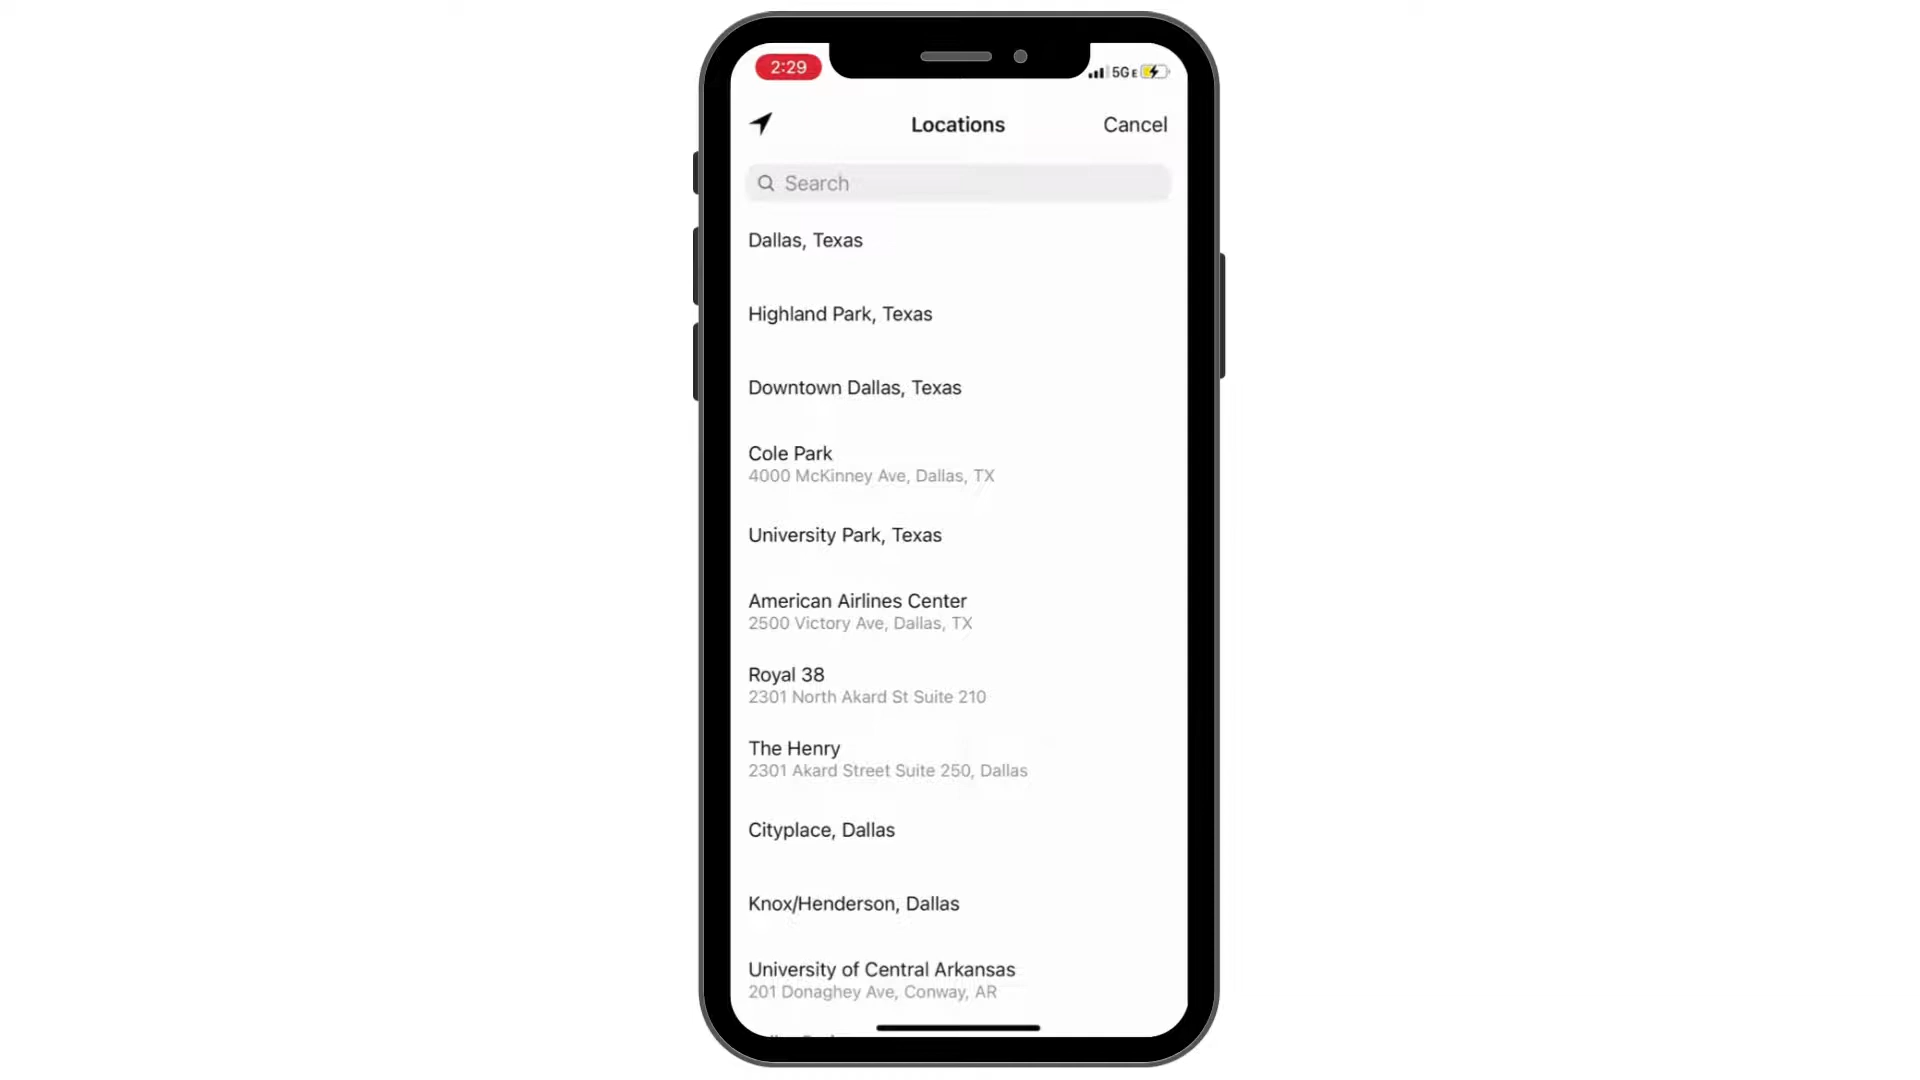 2:29
5GE
Locations
Cancel
Search
Dallas, Texas
Highland Park, Texas
Downtown Dallas, Texas
Cole Park
4000 McKinney Ave, Dallas, TX
University Park, Texas
American Airlines Center
2500 Victory Ave, Dallas, TX
Royal 38
2301 North Akard St Suite 210
The Henry
2301 Akard Street Suite 250, Dallas
Cityplace, Dallas
Knox/Henderson, Dallas
University of Central Arkansas
201 Donaghey Ave, Conway, AR